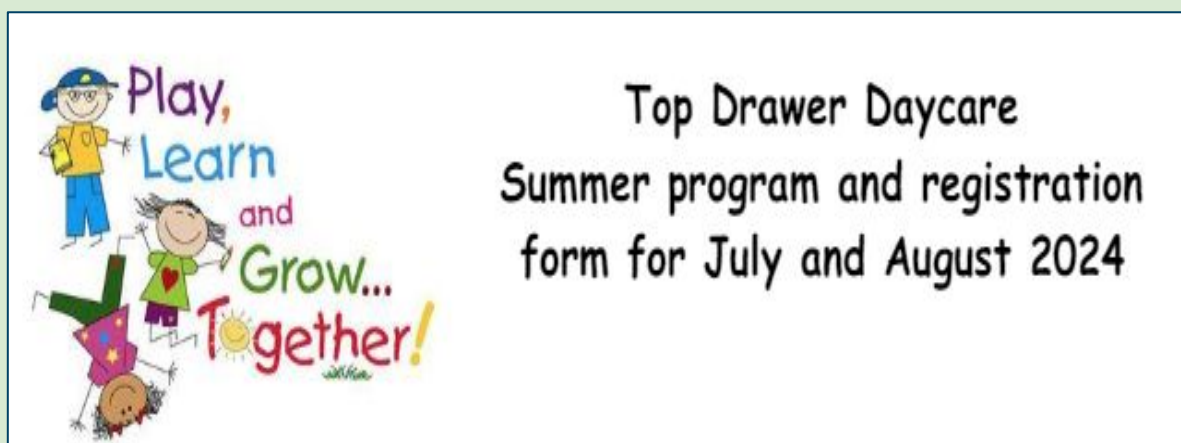 Play,
Learn
and
Grow...
Together!
Top Drawer Daycare
Summer program and registration
form for July and August 2024